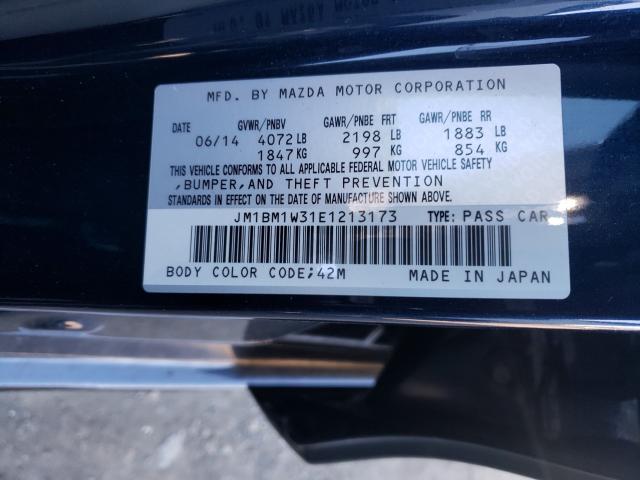 MFD. BY MAZDA MOTOR CORPORATION
DATE GVWR/PNBV GAWR/PNBE FRT GAWR/PNBE RR
06/14 4072 LB 2198 LB 1883 LB
1847 KG 997 KG 854 KG
THIS VEHICLE CONFORMS TO ALL APPLICABLE FEDERAL MOTOR VEHICLE SAFETY
,BUMPER,AND THEFT PREVENTION
STANDARDS IN EFFECT ON THE DATE OF MANUFACTURE SHOWN ABOVE.
JM1BM1W31E1213173 TYPE: PASS CAR
BODY COLOR CODE;42M MADE IN JAPAN